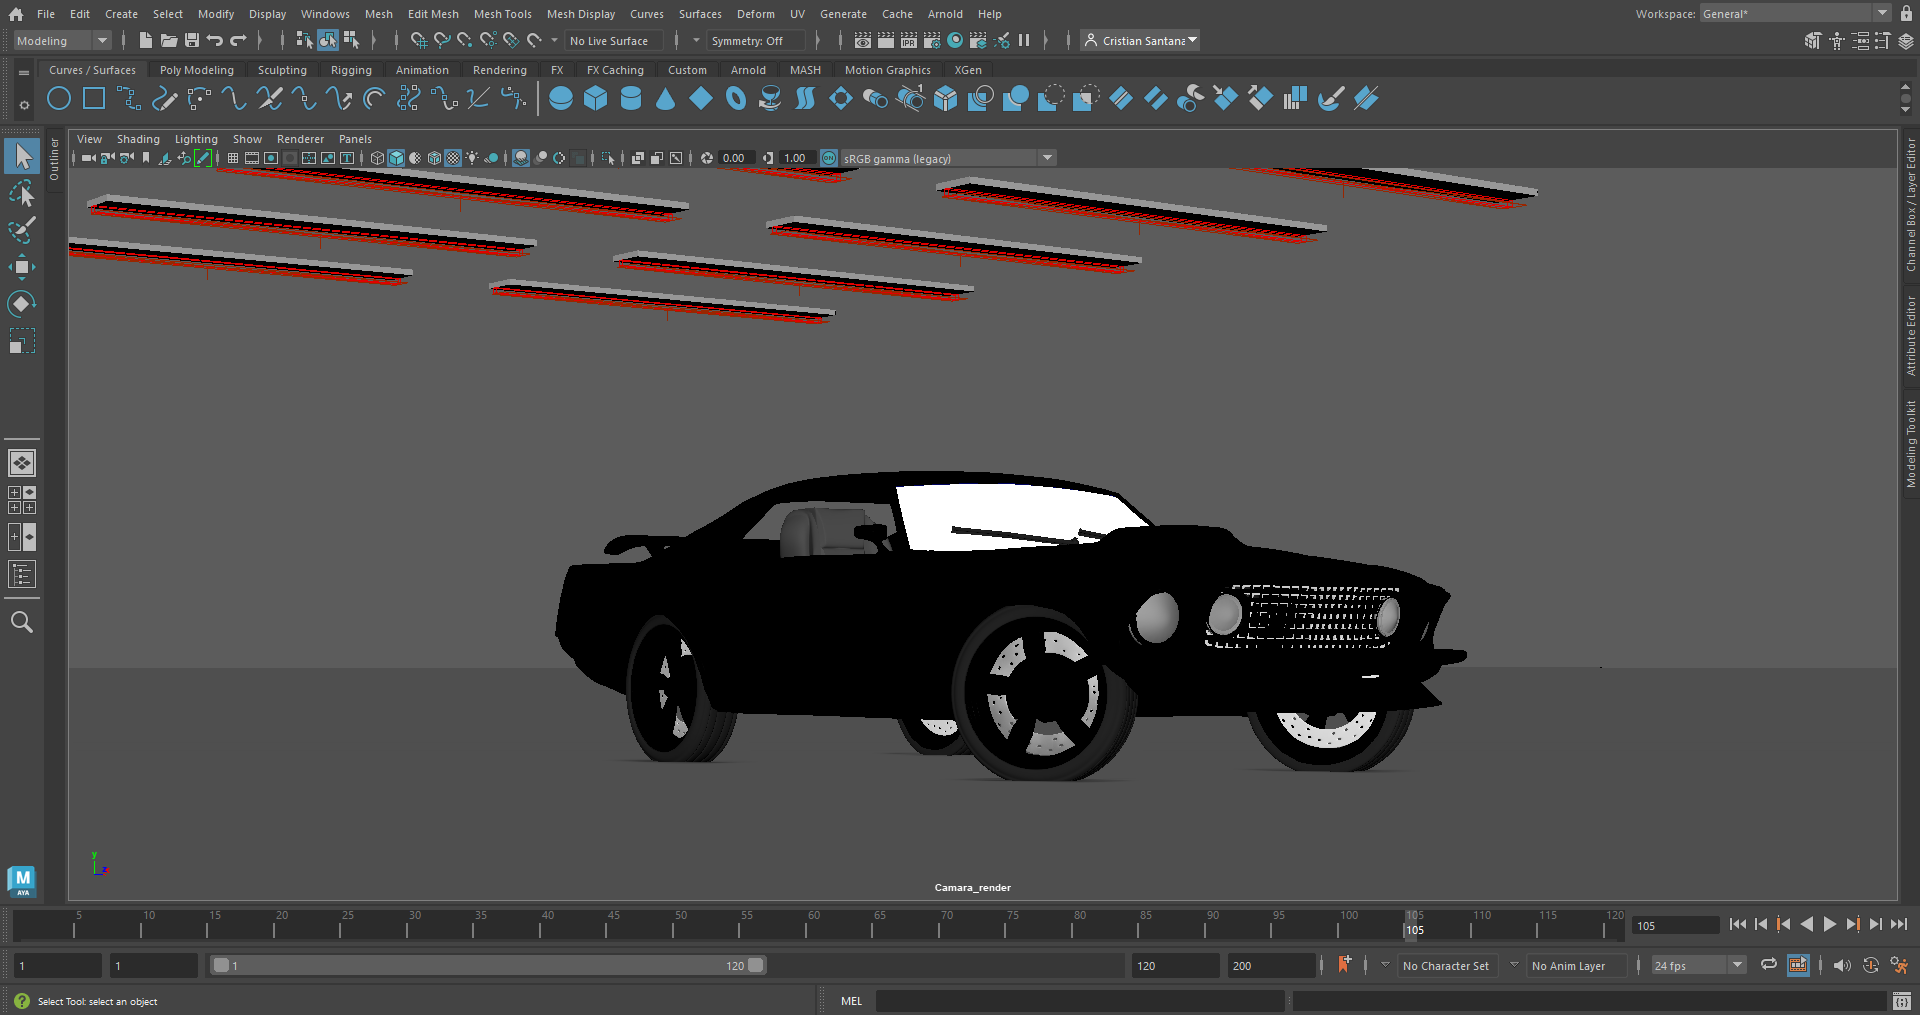 File Edit Create Select Modify Display Windows Mesh Edit Mesh Mesh Tools Mesh Display Curves Surfaces Deform UV Generate Cache Arnold Help
Workspace: General*
Modeling
No Live Surface
Symmetry: Off
IPR
Cristian Santana
Curves / Surfaces Poly Modeling Sculpting Rigging Animation Rendering FX FX Caching Custom Arnold MASH Motion Graphics XGen
View Shading Lighting Show Renderer Panels
0.00
1.00
ON
sRGB gamma (legacy)
Outliner
Channel Box / Layer Editor
Attribute Editor
Modeling Toolkit
y
z
M
AYA
Camara_render
5 10 15 20 25 30 35 40 45 50 55 60 65 70 75 80 85 90 95 100 105 110 115 120
105
105
1
1
1
120
120
200
No Character Set
No Anim Layer
24 fps
Select Tool: select an object
MEL